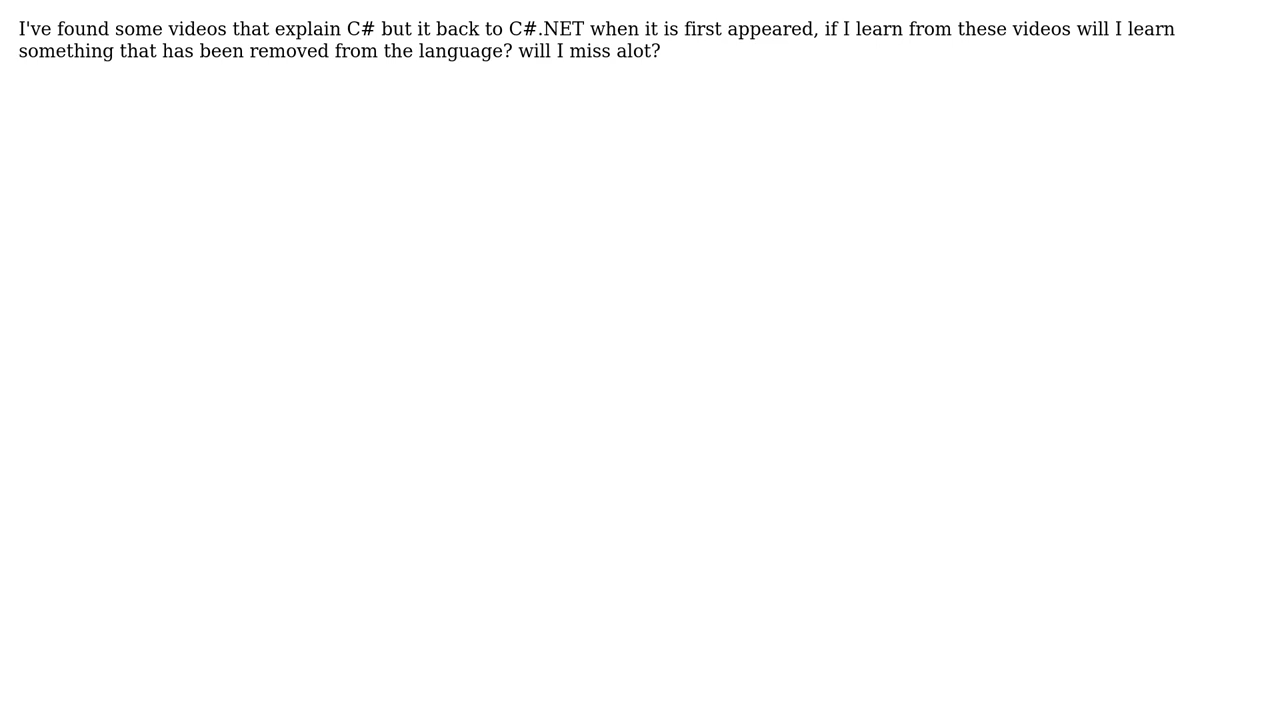 I've found some videos that explain C# but it back to C#.NET when it is first appeared, if I learn from these videos will I learn
something that has been removed from the language? will I miss alot?